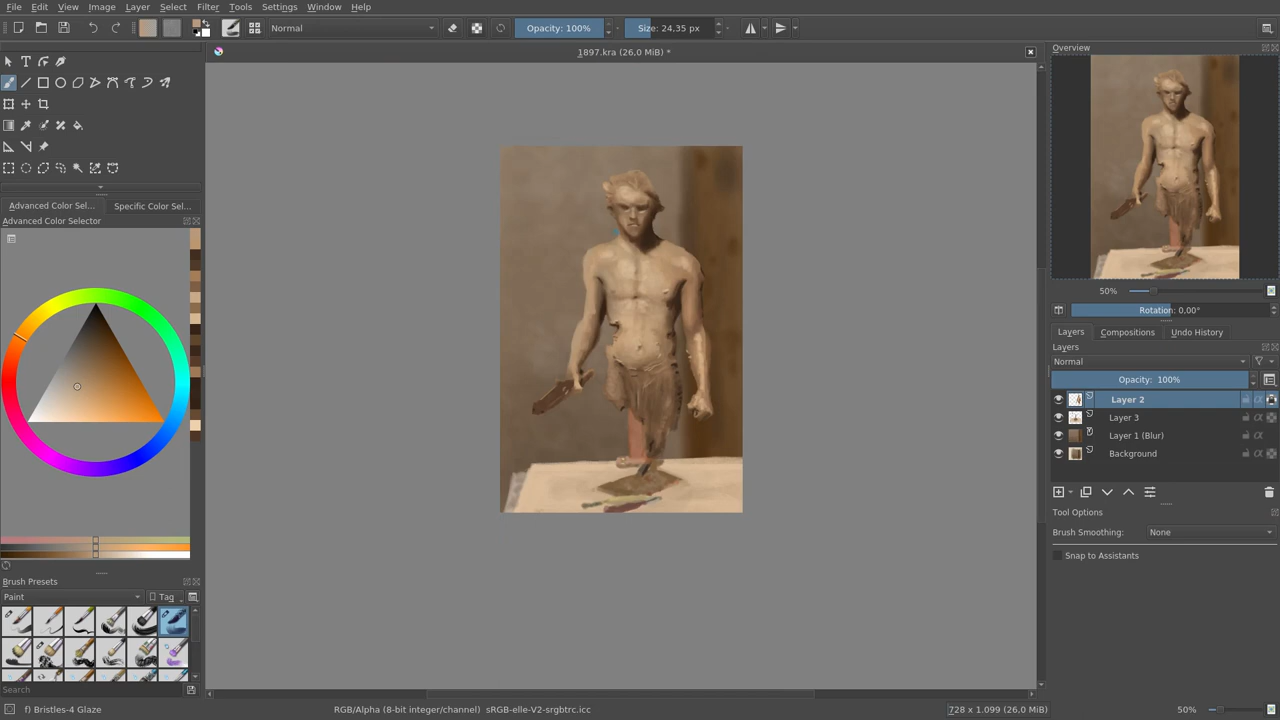 File Edit View Image Layer Select Filter Tools Settings Window Help
Normal Opacity: 100% Size: 24,35 px
1897.kra (26,0 MiB) *
Overview
50%
Rotation: 0,00°
Advanced Color Sel... Specific Color Sel...
Advanced Color Selector
Layers Compositions Undo History
Layers
Normal
Opacity: 100%
Layer 2
Layer 3
Layer 1 (Blur)
Background
Tool Options
Brush Smoothing: None
Snap to Assistants
Brush Presets
Paint Tag
Search
f) Bristles-4 Glaze RGB/Alpha (8-bit integer/channel) sRGB-elle-V2-srgbtrc.icc 728 x 1.099 (26,0 MiB) 50%